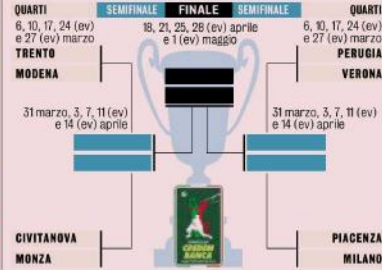 QUARTI SEMIFINALE FINALE SEMIFINALE QUARTI
6, 10, 17, 24 (ev)
e 27 (ev) marzo
18, 21, 25, 28 (ev) aprile
e 1 (ev) maggio
6, 10, 17, 24 (ev)
e 27 (ev) marzo
TRENTO
MODENA
PERUGIA
VERONA
31 marzo, 3, 7, 11 (ev)
e 14 (ev) aprile
31 marzo, 3, 7, 11 (ev)
e 14 (ev) aprile
CREDEM
BANCA
CIVITANOVA
MONZA
PIACENZA
MILANO